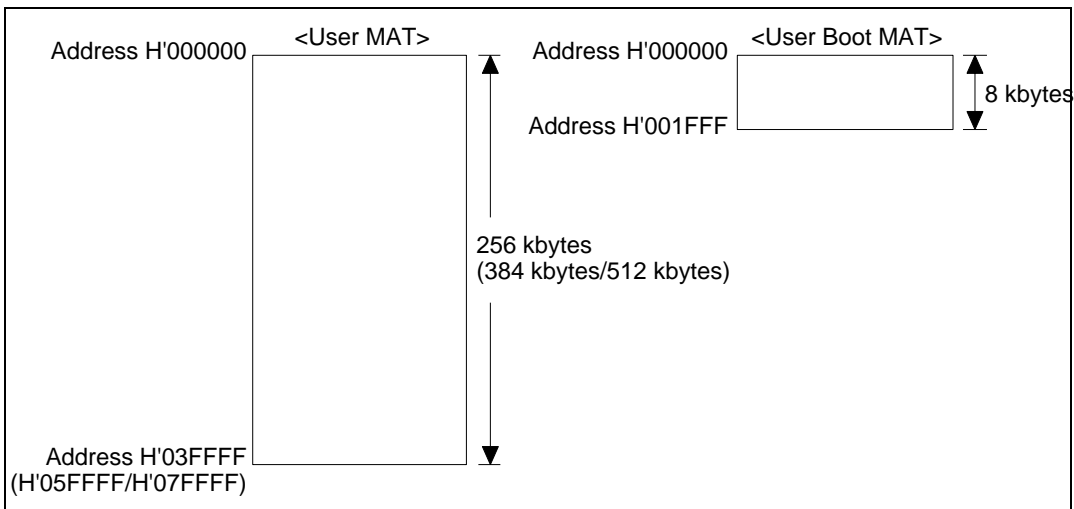 <User MAT>
<User Boot MAT>
Address H'000000
Address H'000000
8 kbytes
Address H'001FFF
256 kbytes
(384 kbytes/512 kbytes)
Address H'03FFFF
(H'05FFFF/H'07FFFF)